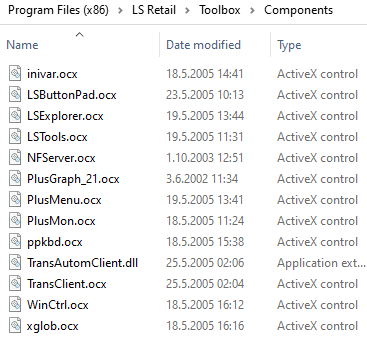 Program Files (x86) > LS Retail > Toolbox > Components
Name Date modified Type
inivar.ocx 18.5.2005 14:41 ActiveX control
LSButtonPad.ocx 23.5.2005 10:13 ActiveX control
LSExplorer.ocx 19.5.2005 13:44 ActiveX control
LSTools.ocx 19.5.2005 11:31 ActiveX control
NFServer.ocx 1.10.2003 12:51 ActiveX control
PlusGraph_21.ocx 3.6.2002 11:34 ActiveX control
PlusMenu.ocx 19.5.2005 13:41 ActiveX control
PlusMon.ocx 18.5.2005 11:24 ActiveX control
ppkbd.ocx 18.5.2005 15:38 ActiveX control
TransAutomClient.dll 25.5.2005 02:06 Application ext...
TransClient.ocx 25.5.2005 02:04 ActiveX control
WinCtrl.ocx 18.5.2005 16:12 ActiveX control
xglob.ocx 18.5.2005 16:16 ActiveX control